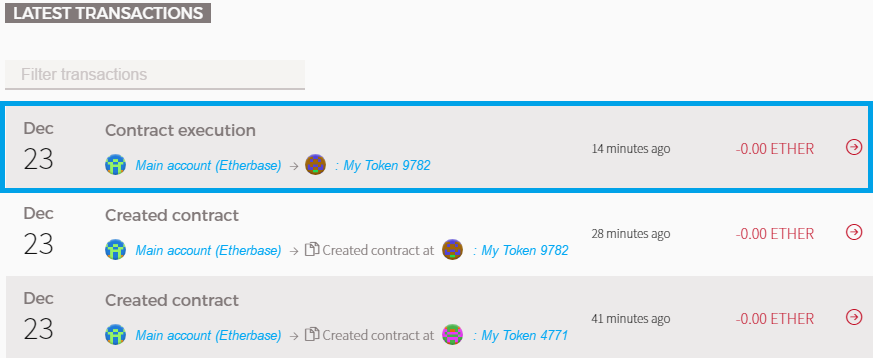 LATEST TRANSACTIONS
Filter transactions
Dec
23
Contract execution
Main account (Etherbase) → : My Token 9782
14 minutes ago
-0.00 ETHER
Dec
23
Created contract
Main account (Etherbase) → Created contract at : My Token 9782
28 minutes ago
-0.00 ETHER
Dec
23
Created contract
Main account (Etherbase) → Created contract at : My Token 4771
41 minutes ago
-0.00 ETHER